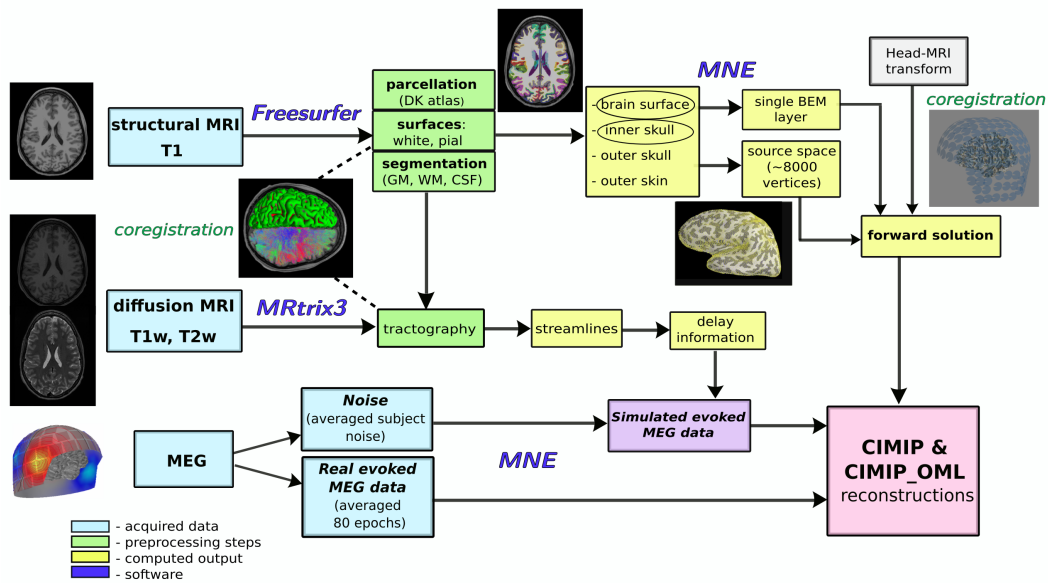 parcellation
(DK atlas)
MNE
Head-MRI
transform
structural MRI
T1
Freesurfer
surfaces:
white, pial
segmentation
(GM, WM, CSF)
-brain surface
- inner skull
- outer skull
- outer skin
single BEM
layer
source space
(~8000
vertices)
coregistration
forward solution
coregistration
diffusion MRI
T1w, T2w
MRtrix3
tractography
streamlines
delay
information
MEG
Noise
(averaged subject
noise)
Real evoked
MEG data
(averaged
80 epochs)
MNE
Simulated evoked
MEG data
CIMIP &
CIMIP_OML
reconstructions
- acquired data
- preprocessing steps
- computed output
- software